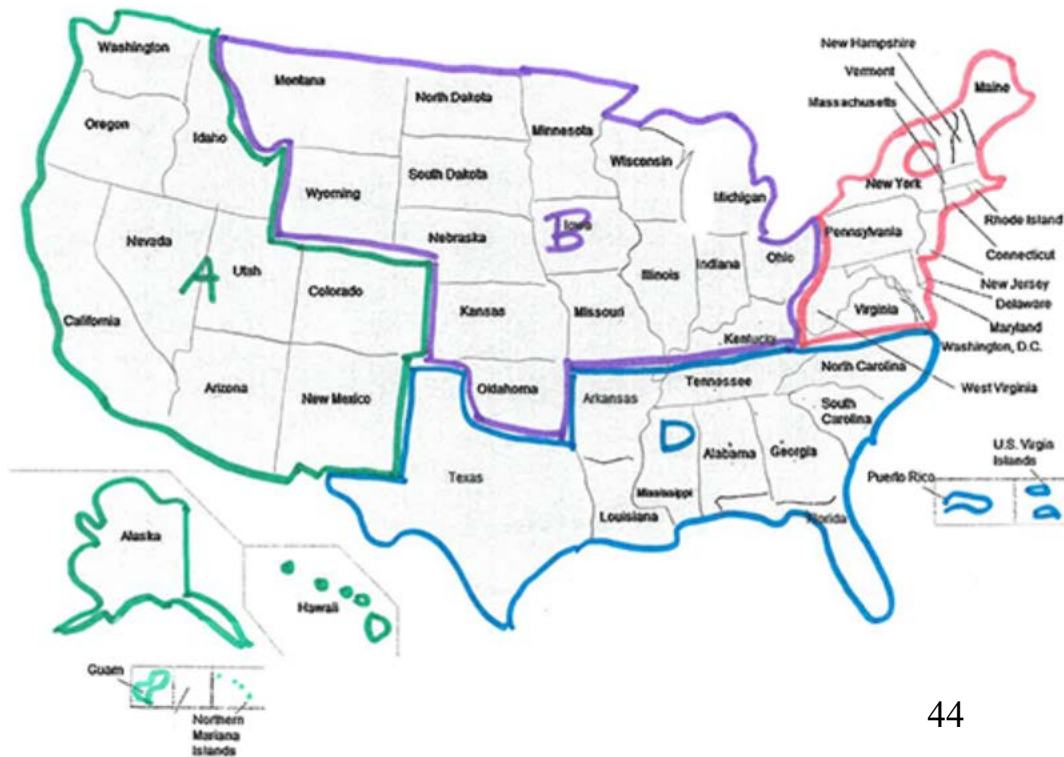 New Hampshire
Vermont
Massachusetts
Maine
Washington
Montana
North Dakota
Minnesota
Oregon
Idaho
Wisconsin
South Dakota
Michigan
New York
Wyoming
Rhode Island
Nebraska
Iowa
B
Pennsylvania
Connecticut
Nevada
A
Utah
Illinois
Indiana
Ohio
New Jersey
Delaware
Colorado
Kansas
Missouri
Virginia
Maryland
California
Kentucky
Washington, D.C.
Arizona
New Mexico
Oklahoma
Arkansas
Tennessee
North Carolina
West Virginia
South
Carolina
D
Texas
Alabama
Georgia
U.S. Virgin
Islands
Puerto Rico
Mississippi
Louisiana
Florida
Alaska
Hawaii
Guam
Northern
Mariana
Islands
44